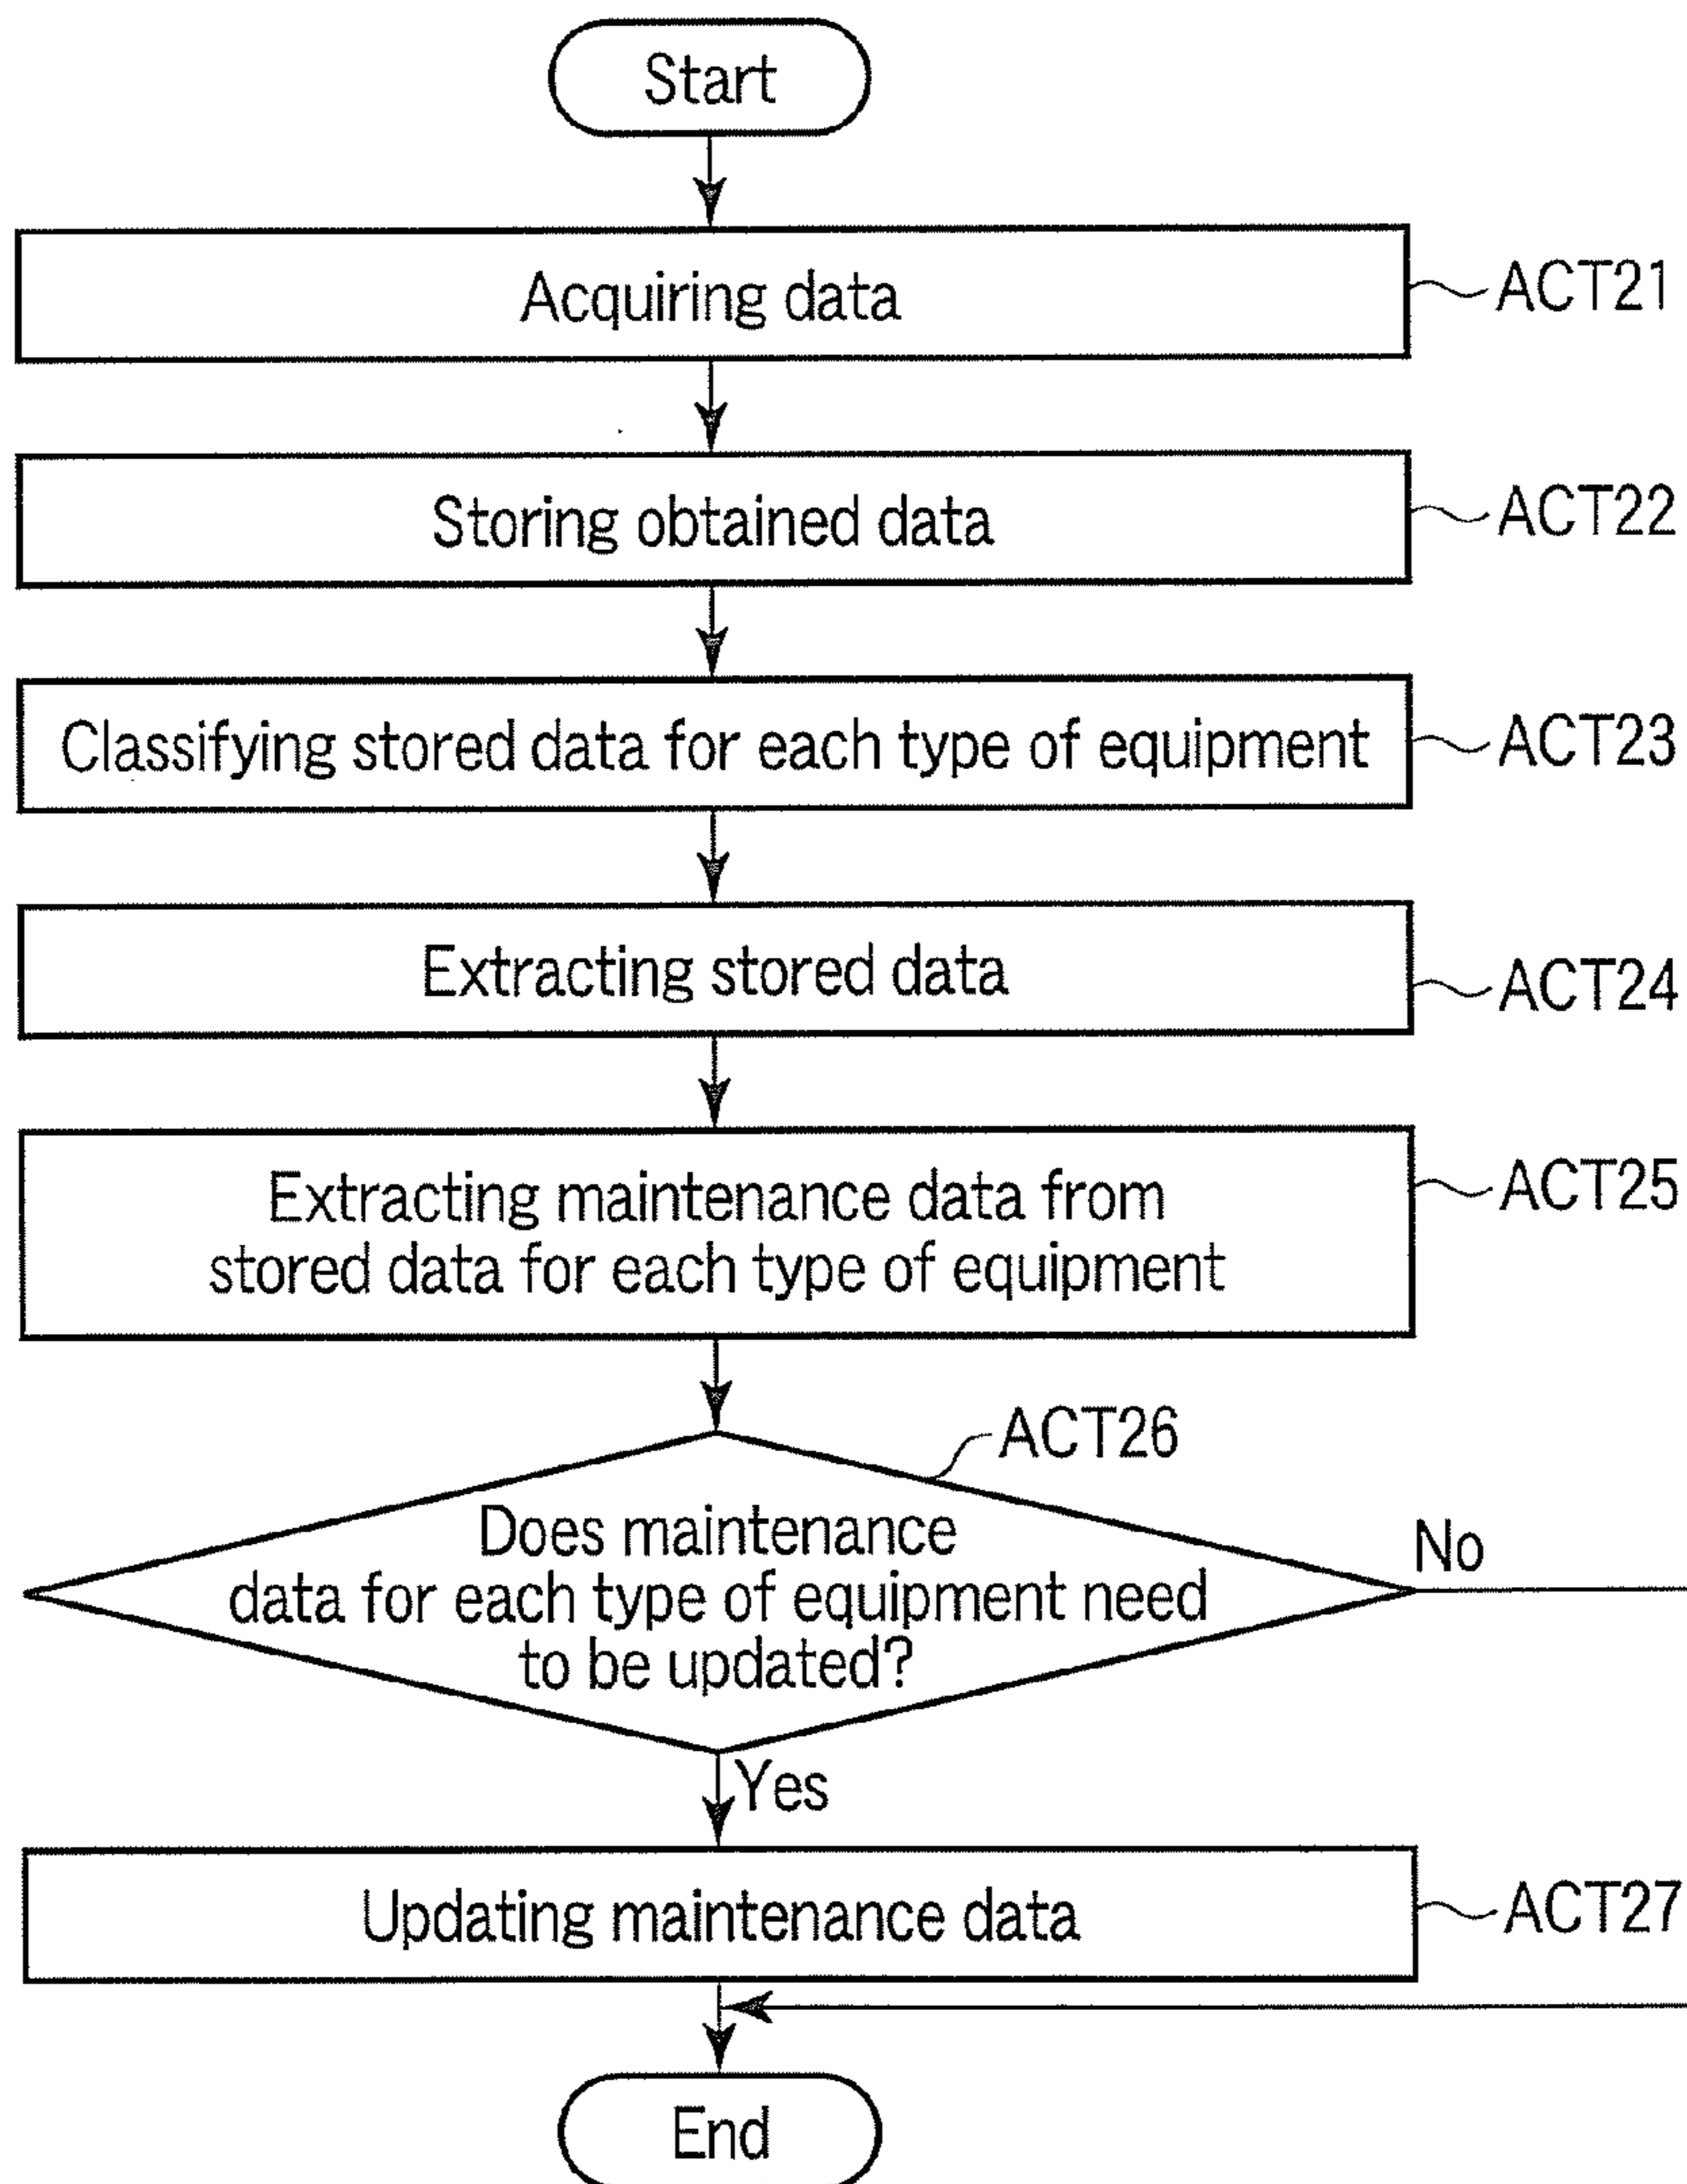 Start
Acquiring data
ACT21
Storing obtained data
ACT22
Classifying stored data for each type of equipment
ACT23
Extracting stored data
ACT24
Extracting maintenance data from
stored data for each type of equipment
ACT25
ACT26
Does maintenance
data for each type of equipment need
to be updated?
No
Yes
Updating maintenance data
ACT27
End